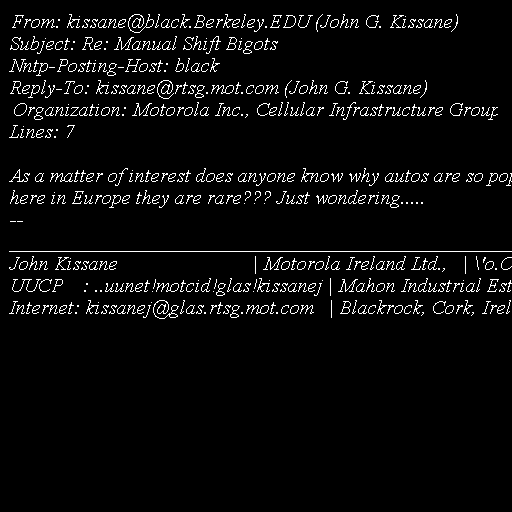 From: kissane@black.Berkeley.EDU (John G. Kissane)
Subject: Re: Manual Shift Bigots
Nntp-Posting-Host: black
Reply-To: kissane@rtsg.mot.com (John G. Kissane)
Organization: Motorola Inc., Cellular Infrastructure Group
Lines: 7
As a matter of interest does anyone know why autos are so
here in Europe they are rare??? Just wondering.....
--
John Kissane | Motorola Ireland Ltd., | \'o.O
UUCP : ..uunet!motcid!glas!kissanej | Mahon Industrial
Internet: kissanej@glas.rtsg.mot.com | Blackrock, Cork,